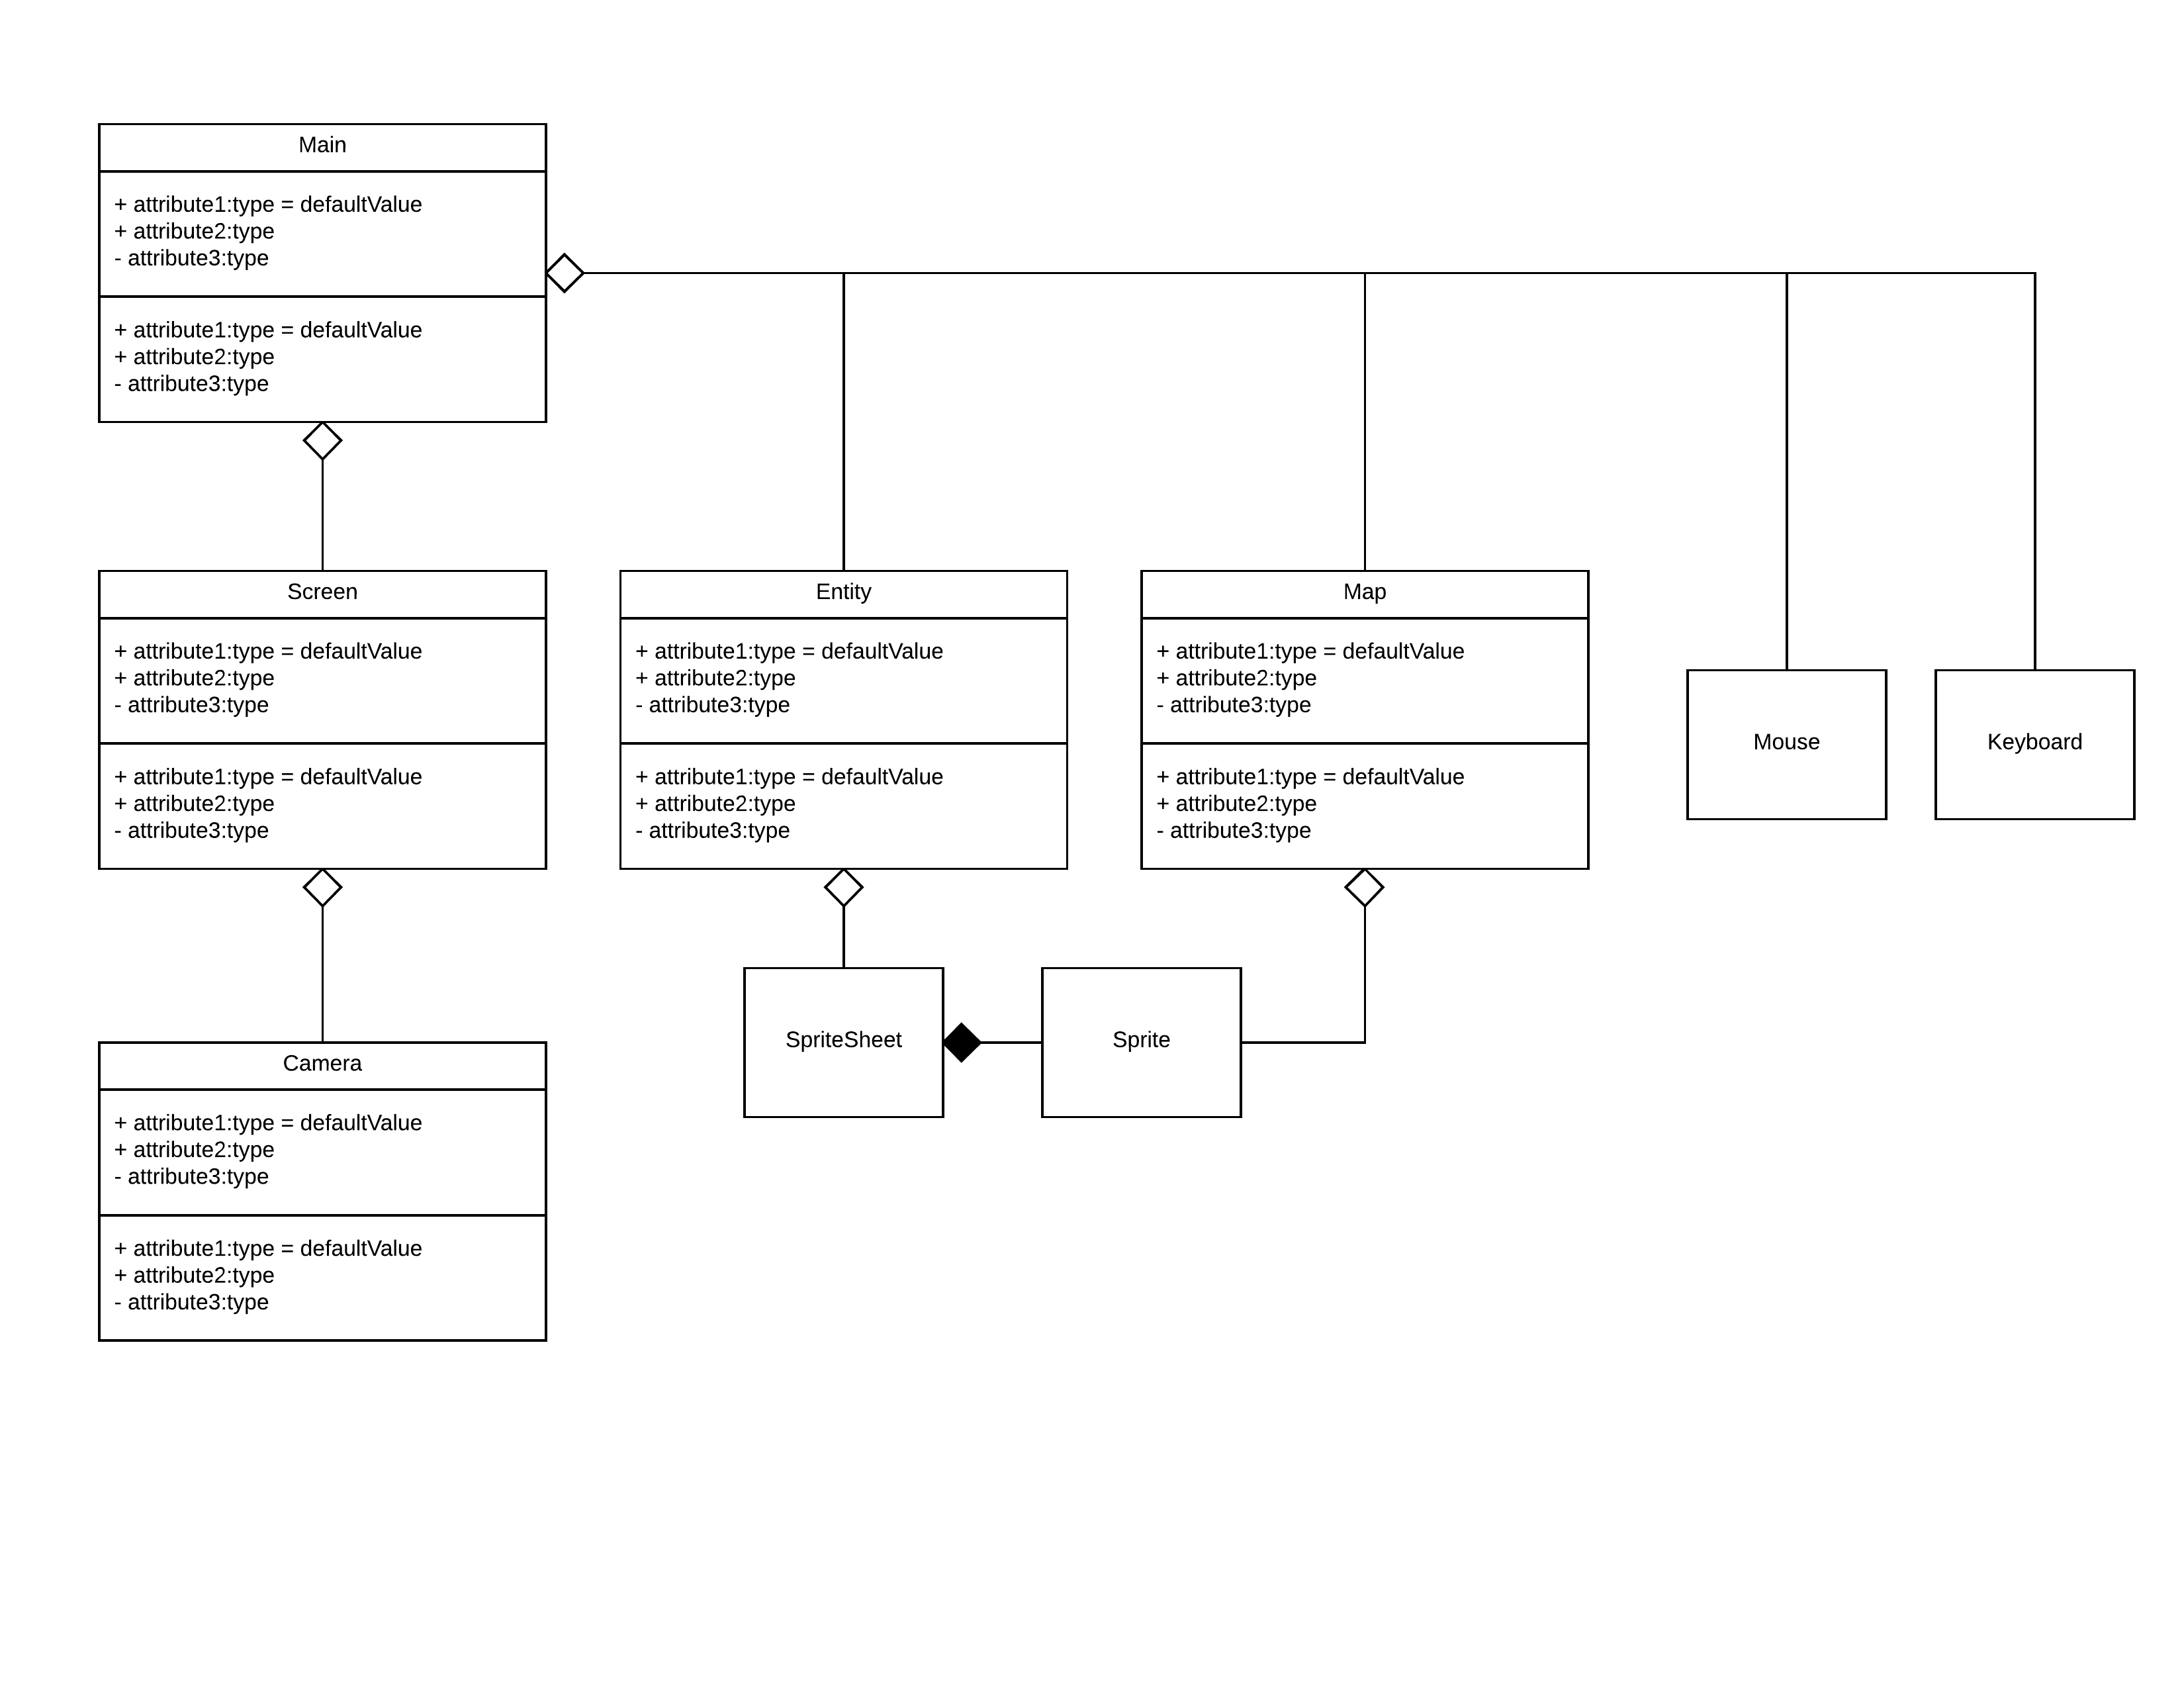 Main
+ attribute1:type = defaultValue
+ attribute2:type
- attribute3:type
+ attribute1:type = defaultValue
+ attribute2:type
- attribute3:type
Screen
+ attribute1:type = defaultValue
+ attribute2:type
- attribute3:type
+ attribute1:type = defaultValue
+ attribute2:type
- attribute3:type
Entity
+ attribute1:type = defaultValue
+ attribute2:type
- attribute3:type
+ attribute1:type = defaultValue
+ attribute2:type
- attribute3:type
Map
+ attribute1:type = defaultValue
+ attribute2:type
- attribute3:type
+ attribute1:type = defaultValue
+ attribute2:type
- attribute3:type
Mouse
Keyboard
SpriteSheet
Sprite
Camera
+ attribute1:type = defaultValue
+ attribute2:type
- attribute3:type
+ attribute1:type = defaultValue
+ attribute2:type
- attribute3:type